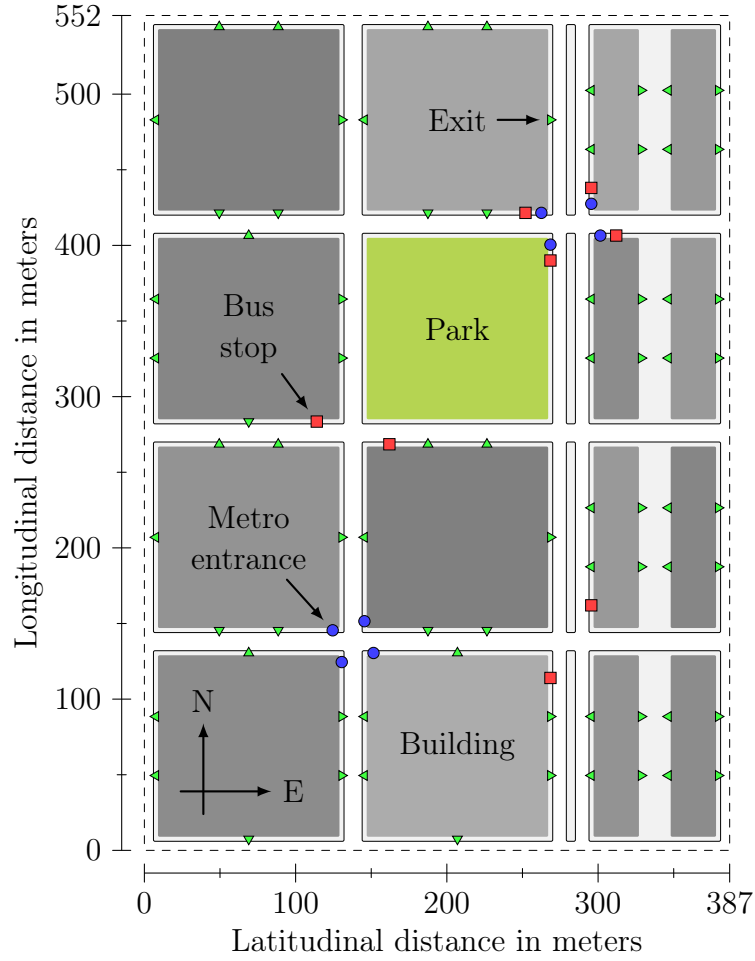 552
500
400
300
200
100
0
Longitudinal distance in meters
Exit
Bus
stop
Park
Metro
entrance
N
E
Building
0 100 200 300 387
Latitudinal distance in meters